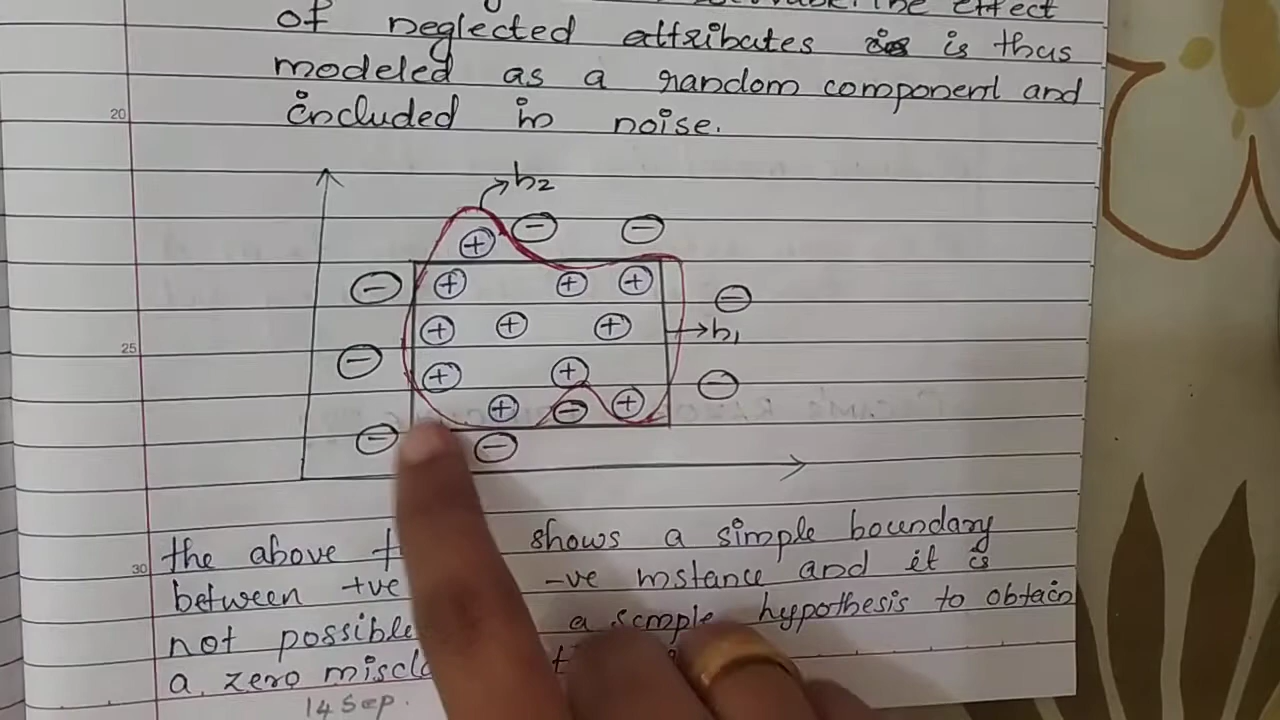 the effect
of neglected attributes is thus
modeled as a random component and
included in noise.
20
h2
h1
25
the above shows a simple boundary
30
between +ve -ve instance and it is
not possible a simple hypothesis to obtain
a zero
14 Sep.